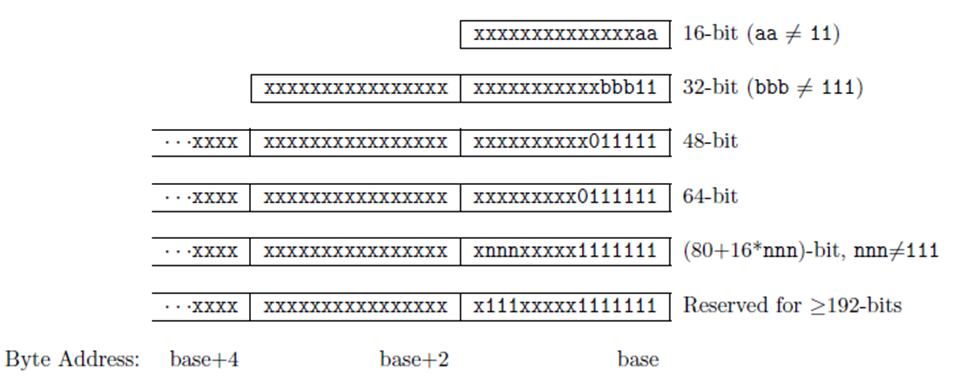 xxxxxxxxxxxxxxaa 16-bit (aa ≠ 11)
xxxxxxxxxxxxxxxx xxxxxxxxxxxbbb11 32-bit (bbb ≠ 111)
···xxxx xxxxxxxxxxxxxxxx xxxxxxxxxx011111 48-bit
···xxxx xxxxxxxxxxxxxxxx xxxxxxxxx0111111 64-bit
···xxxx xxxxxxxxxxxxxxxx xnnnxxxxx1111111 (80+16*nnn)-bit, nnn≠111
···xxxx xxxxxxxxxxxxxxxx x111xxxxx1111111 Reserved for ≥192-bits
Byte Address: base+4 base+2 base